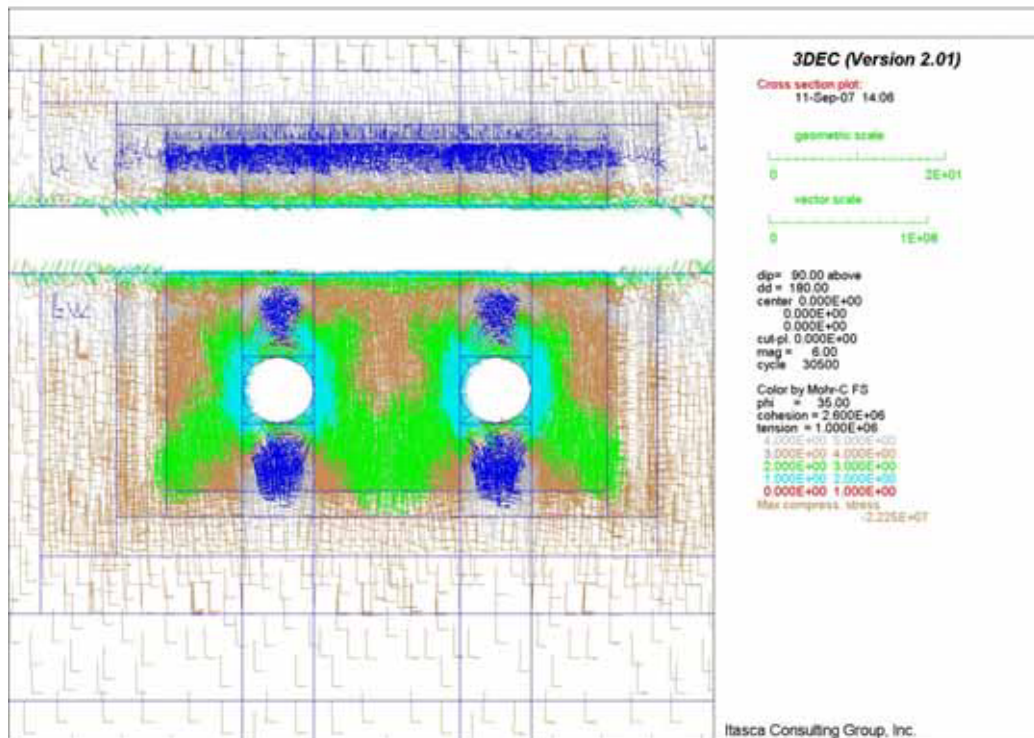 3DEC (Version 2.01)
Cross section plot:
11-Sep-07 14:06
geometric scale
0 2E+01
vector scale
0 1E+08
dip= 90.00 above
dd = 180.00
center 0.000E+00
0.000E+00
0.000E+00
cut-pl. 0.000E+00
mag = 6.00
cycle 30500
Color by Mohr-C FS
phi = 35.00
cohesion = 2.600E+06
tension = 1.000E+06
4.000E+00 5.000E+00
3.000E+00 4.000E+00
2.000E+00 3.000E+00
1.000E+00 2.000E+00
0.000E+00 1.000E+00
Max compress. stress
-2.225E+07
Itasca Consulting Group, Inc.